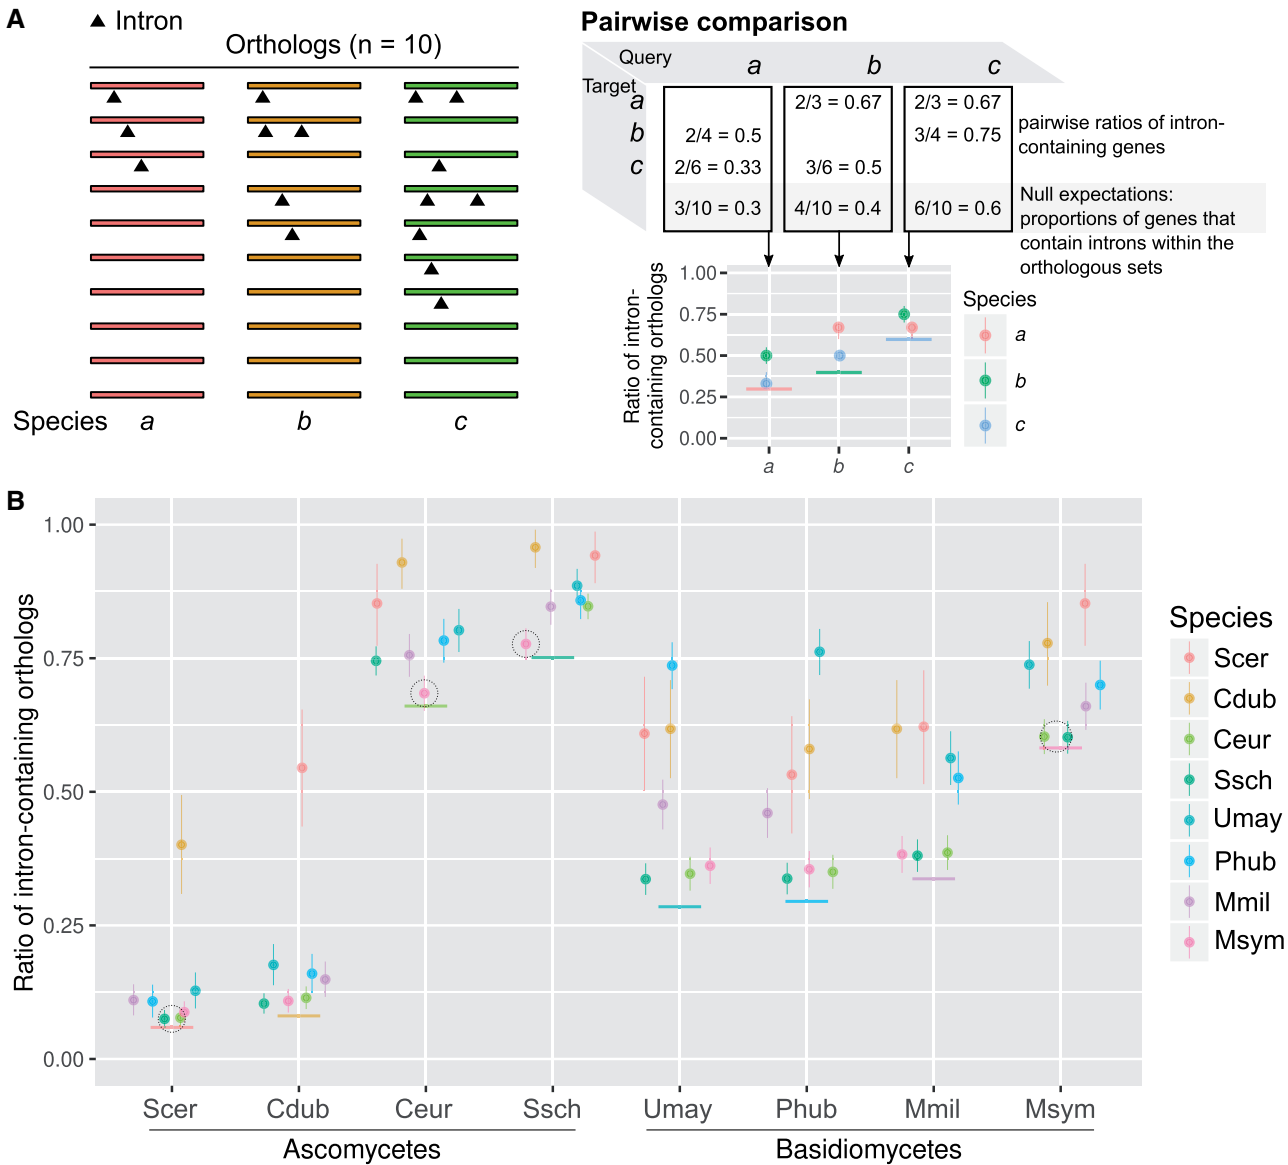 A
Intron
Orthologs (n = 10)
Species a b c
Pairwise comparison
Query a b c
Target
a 2/3 = 0.67 2/3 = 0.67
b 2/4 = 0.5 3/4 = 0.75
c 2/6 = 0.33 3/6 = 0.5
3/10 = 0.3 4/10 = 0.4 6/10 = 0.6
pairwise ratios of intron-
containing genes
Null expectations:
proportions of genes that
contain introns within the
orthologous sets
Ratio of intron-
containing orthologs
1.00
0.75
0.50
0.25
0.00
a b c
Species
a
b
c
B
Ratio of intron-containing orthologs
1.00
0.75
0.50
0.25
0.00
Scer Cdub Ceur Ssch Umay Phub Mmil Msym
Ascomycetes Basidiomycetes
Species
Scer
Cdub
Ceur
Ssch
Umay
Phub
Mmil
Msym